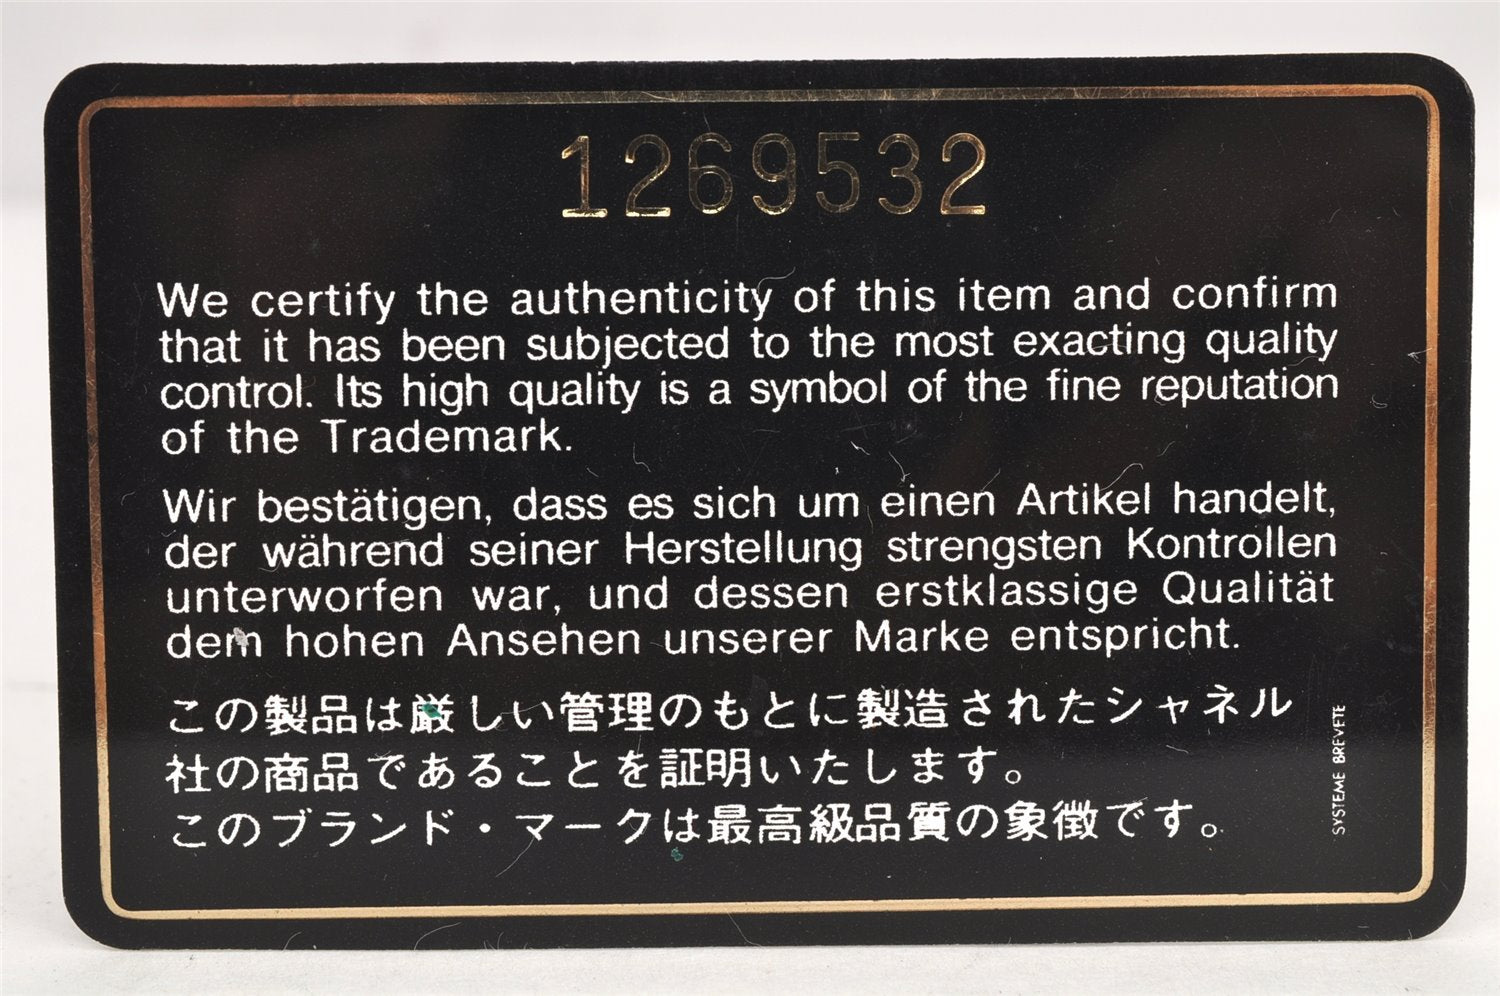 1269532
We certify the authenticity of this item and confirm
that it has been subjected to the most exacting quality
control. Its high quality is a symbol of the fine reputation
of the Trademark.
Wir bestätigen, dass es sich um einen Artikel handelt,
der während seiner Herstellung strengsten Kontrollen
unterworfen war, und dessen erstklassige Qualität
dem hohen Ansehen unserer Marke entspricht.
この製品は厳しい管理のもとに製造されたシャネル
社の商品であることを証明いたします。
このブランド・マークは最高級品質の象徴です。
SYSTEME BREVETE